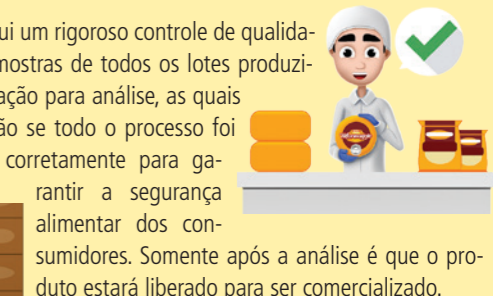 ui um rigoroso controle de qualida-
mostras de todos os lotes produzi-
ação para análise, as quais
ão se todo o processo foi
corretamente para ga-
rantir a segurança
alimentar dos con-
sumidores. Somente após a análise é que o pro-
duto estará liberado para ser comercializado.